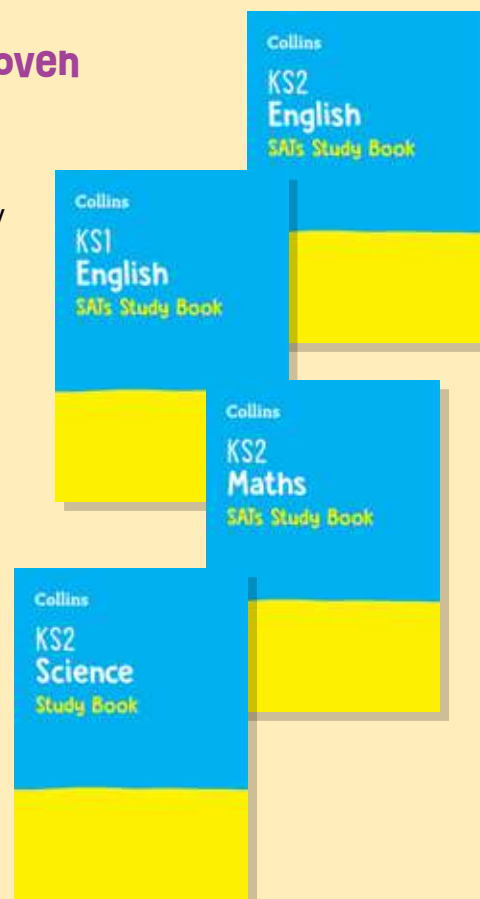 oven
Collins
KS2
English
SATs Study Book
y
Collins
KS1
English
SATs Study Book
Collins
KS2
Maths
SATs Study Book
Collins
KS2
Science
Study Book